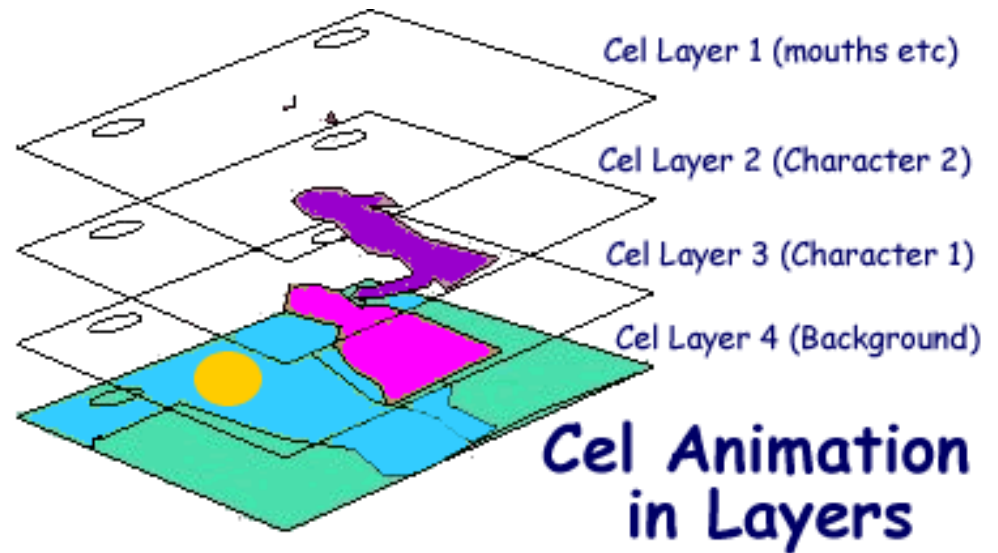 Cel Layer 1 (mouths etc)
Cel Layer 2 (Character 2)
Cel Layer 3 (Character 1)
Cel Layer 4 (Background)
Cel Animation
in Layers